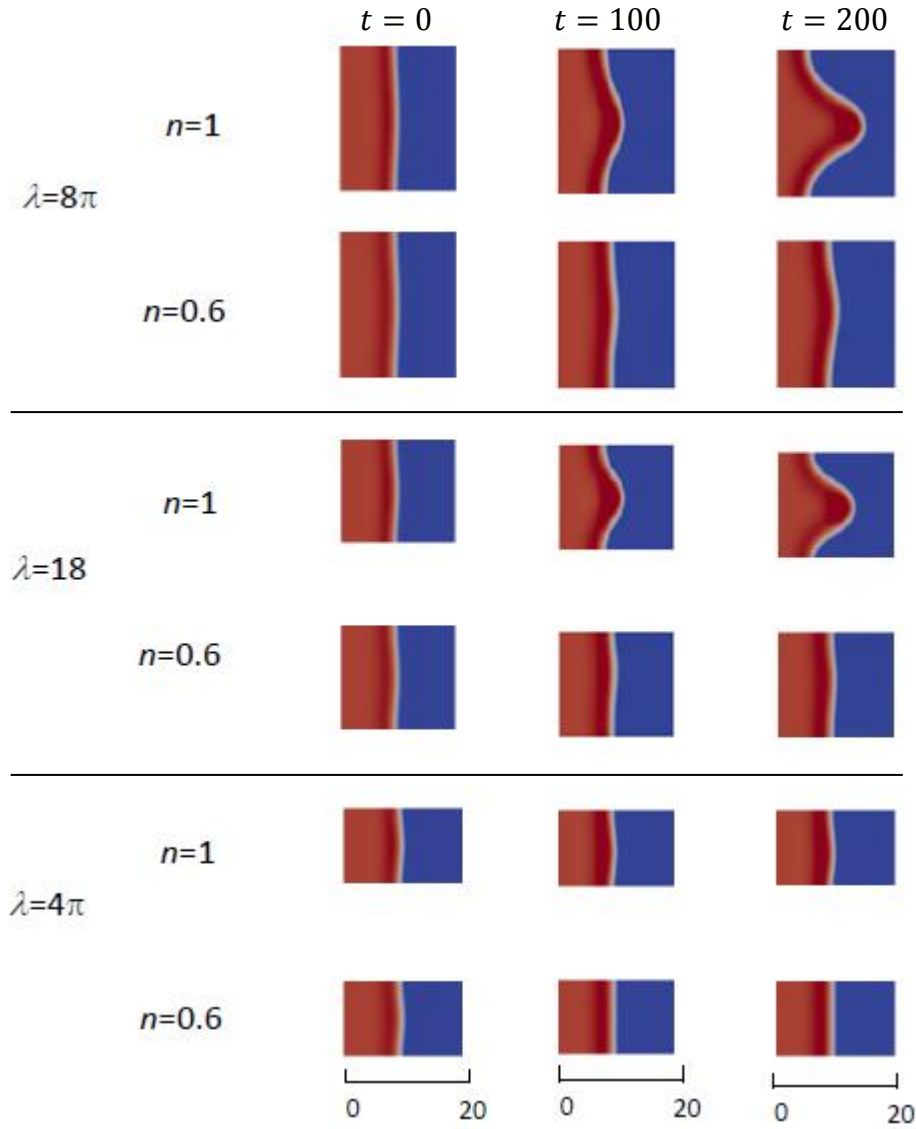 t = 0 t = 100 t = 200
n=1
λ=8π
n=0.6
n=1
λ=18
n=0.6
n=1
λ=4π
n=0.6
0 20 0 20 0 20